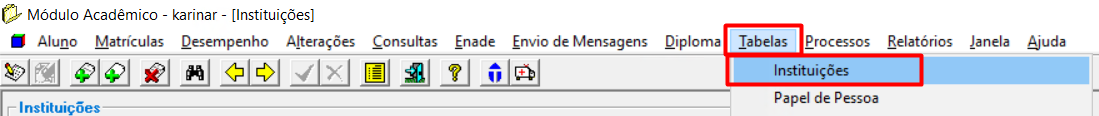 Módulo Acadêmico - karinar - [Instituições]
Aluno Matrículas Desempenho Alterações Consultas Enade Envio de Mensagens Diploma Tabelas Processos Relatórios Janela Ajuda
Instituições
Papel de Pessoa
Instituições